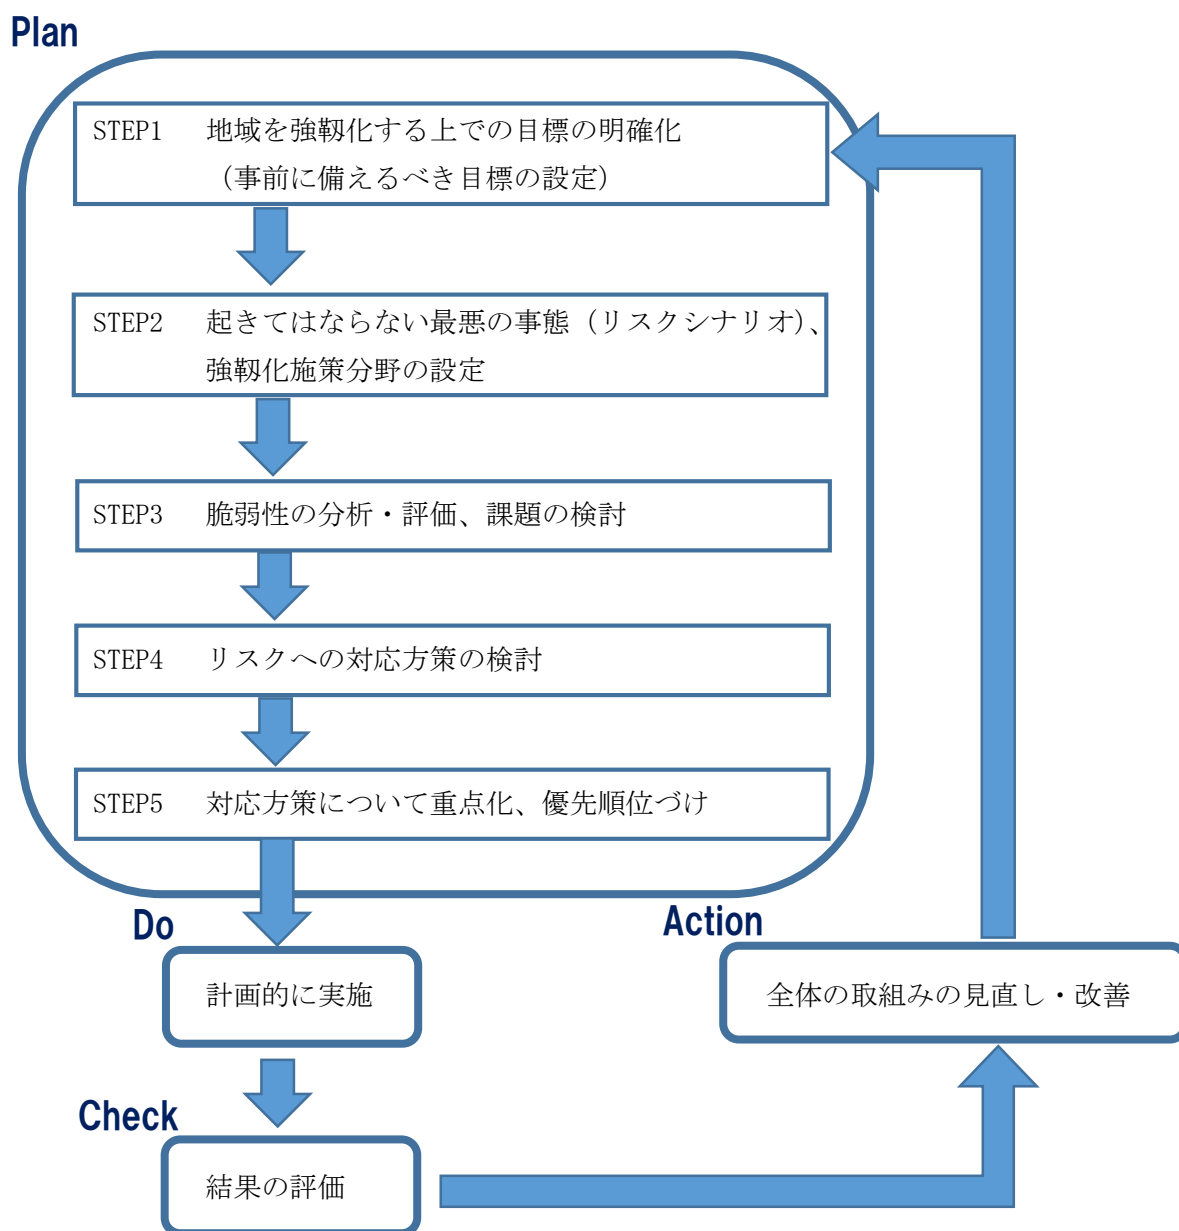 Plan
STEP1 地域を強靱化する上での目標の明確化
（事前に備えるべき目標の設定）
STEP2 起きてはならない最悪の事態（リスクシナリオ）、
強靱化施策分野の設定
STEP3 脆弱性の分析・評価、課題の検討
STEP4 リスクへの対応方策の検討
STEP5 対応方策について重点化、優先順位づけ
Do
Action
計画的に実施
全体の取組みの見直し・改善
Check
結果の評価